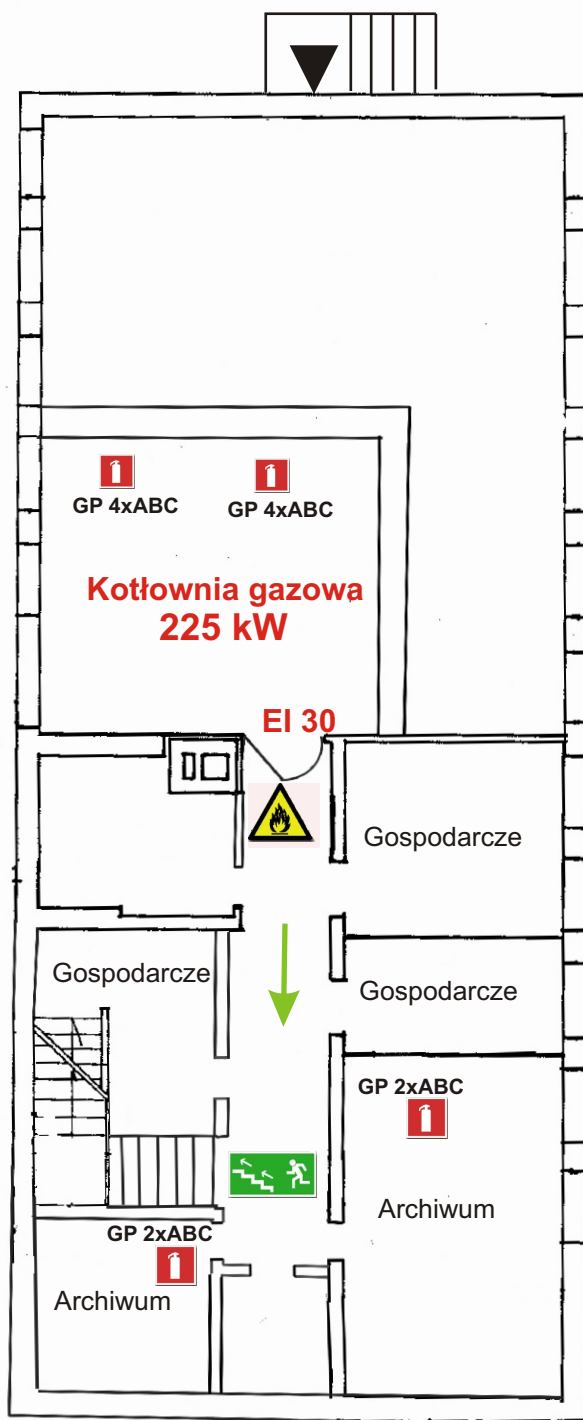 GP 4xABC
GP 4xABC
Kotłownia gazowa
225 kW
EI 30
Gospodarcze
Gospodarcze
Gospodarcze
GP 2xABC
Archiwum
GP 2xABC
Archiwum